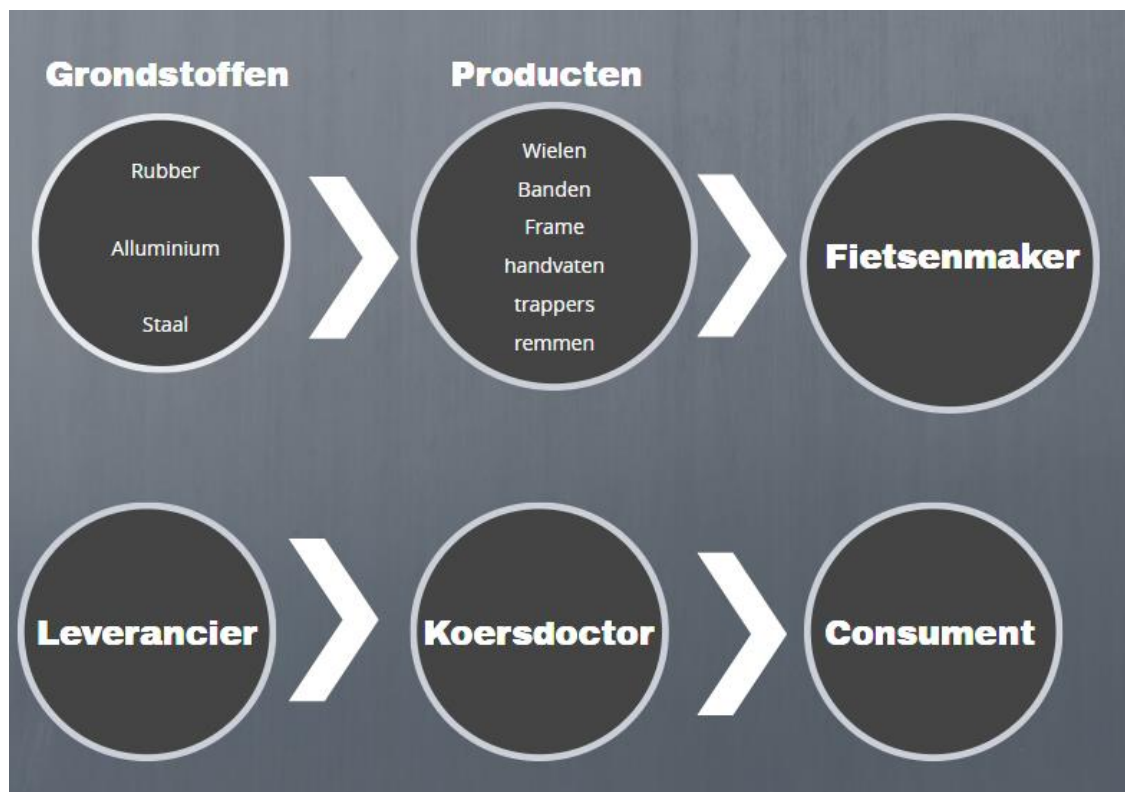 Grondstoffen
Rubber
Alluminium
Staal
Producten
Wielen
Banden
Frame
handvaten
trappers
remmen
Fietsenmaker
Leverancier
Koersdoctor
Consument